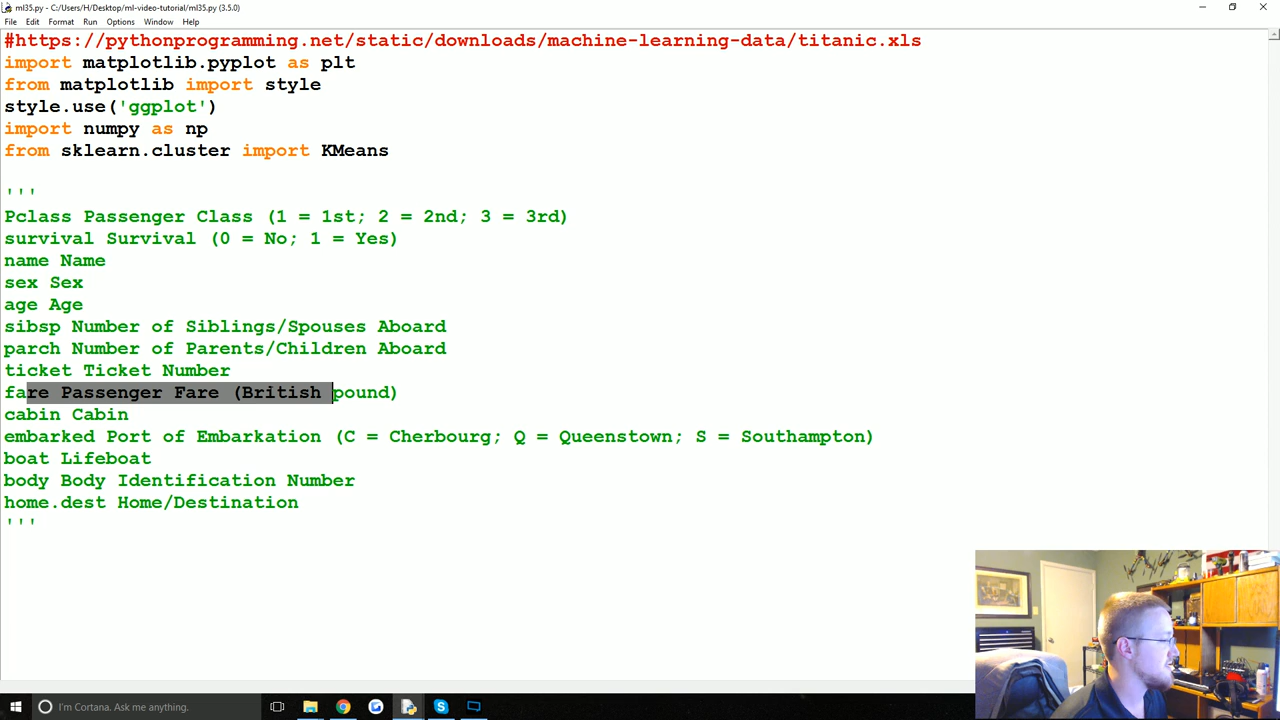 ml35.py - C:/Users/H/Desktop/ml-video-tutorial/ml35.py (3.5.0)
File Edit Format Run Options Window Help
#https://pythonprogramming.net/static/downloads/machine-learning-data/titanic.xls
import matplotlib.pyplot as plt
from matplotlib import style
style.use('ggplot')
import numpy as np
from sklearn.cluster import KMeans
'''
Pclass Passenger Class (1 = 1st; 2 = 2nd; 3 = 3rd)
survival Survival (0 = No; 1 = Yes)
name Name
sex Sex
age Age
sibsp Number of Siblings/Spouses Aboard
parch Number of Parents/Children Aboard
ticket Ticket Number
fare Passenger Fare (British pound)
cabin Cabin
embarked Port of Embarkation (C = Cherbourg; Q = Queenstown; S = Southampton)
boat Lifeboat
body Body Identification Number
home.dest Home/Destination
'''
I'm Cortana. Ask me anything.